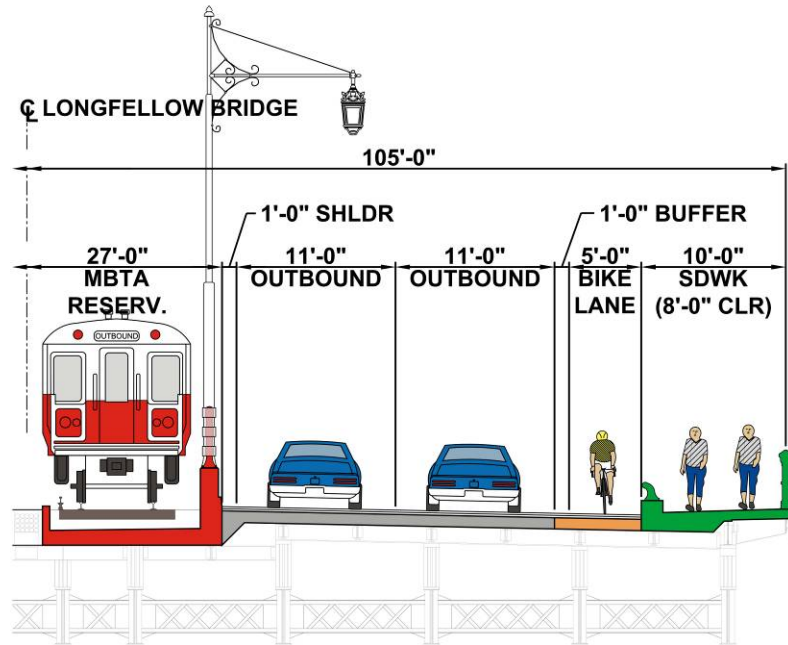 ℄ LONGFELLOW BRIDGE
105'-0"
1'-0" SHLDR
1'-0" BUFFER
27'-0"
MBTA
RESERV.
11'-0"
OUTBOUND
11'-0"
OUTBOUND
5'-0"
BIKE
LANE
10'-0"
SDWK
(8'-0" CLR)
OUTBOUND